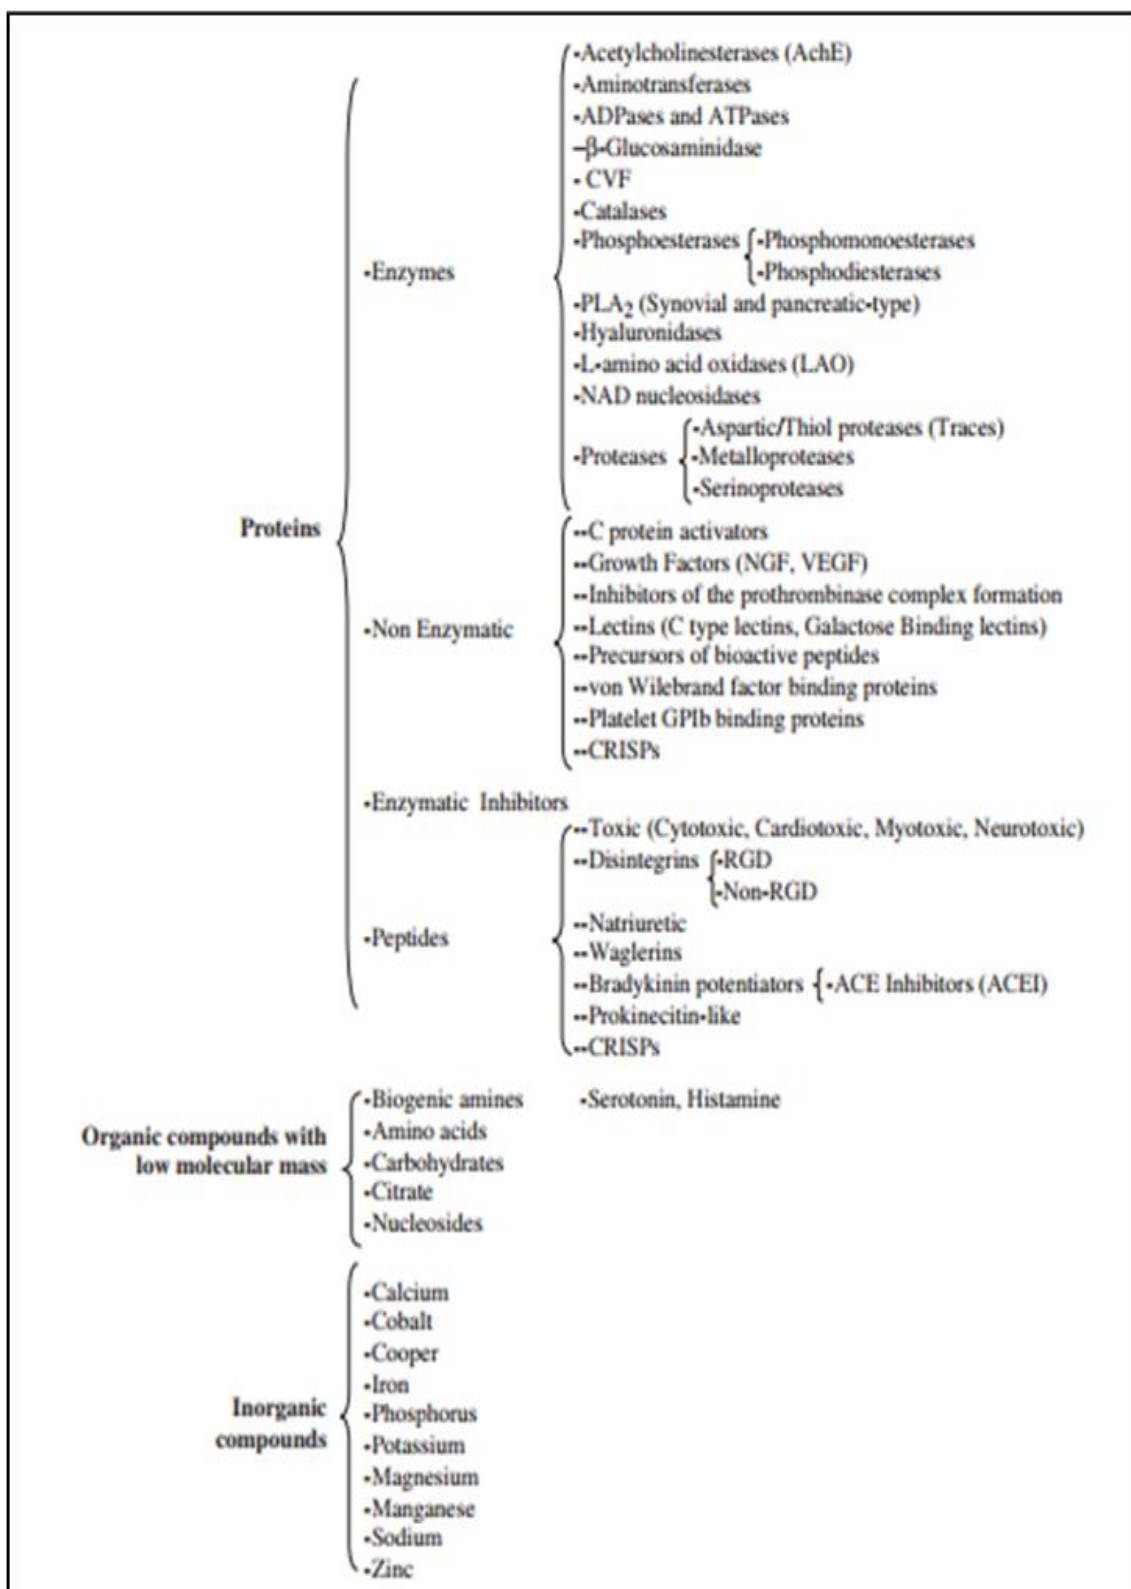 -Acetylcholinesterases (AchE)
-Aminotransferases
-ADPases and ATPases
–β-Glucosaminidase
- CVF
-Catalases
-Phosphoesterases -Phosphomonoesterases
-Phosphodiesterases
-Enzymes
-PLA2 (Synovial and pancreatic-type)
-Hyaluronidases
-L-amino acid oxidases (LAO)
-NAD nucleosidases
-Aspartic/Thiol proteases (Traces)
-Proteases -Metalloproteases
-Serinoproteases
Proteins
--C protein activators
--Growth Factors (NGF, VEGF)
--Inhibitors of the prothrombinase complex formation
-Non Enzymatic --Lectins (C type lectins, Galactose Binding lectins)
--Precursors of bioactive peptides
--von Wilebrand factor binding proteins
--Platelet GPIb binding proteins
--CRISPs
-Enzymatic Inhibitors
--Toxic (Cytotoxic, Cardiotoxic, Myotoxic, Neurotoxic)
--Disintegrins -RGD
-Non-RGD
--Natriuretic
-Peptides
--Waglerins
--Bradykinin potentiators -ACE Inhibitors (ACEI)
--Prokinecitin-like
--CRISPs
-Biogenic amines -Serotonin, Histamine
Organic compounds with
low molecular mass
-Amino acids
-Carbohydrates
-Citrate
-Nucleosides
-Calcium
-Cobalt
-Cooper
-Iron
Inorganic
compounds
-Phosphorus
-Potassium
-Magnesium
-Manganese
-Sodium
-Zinc